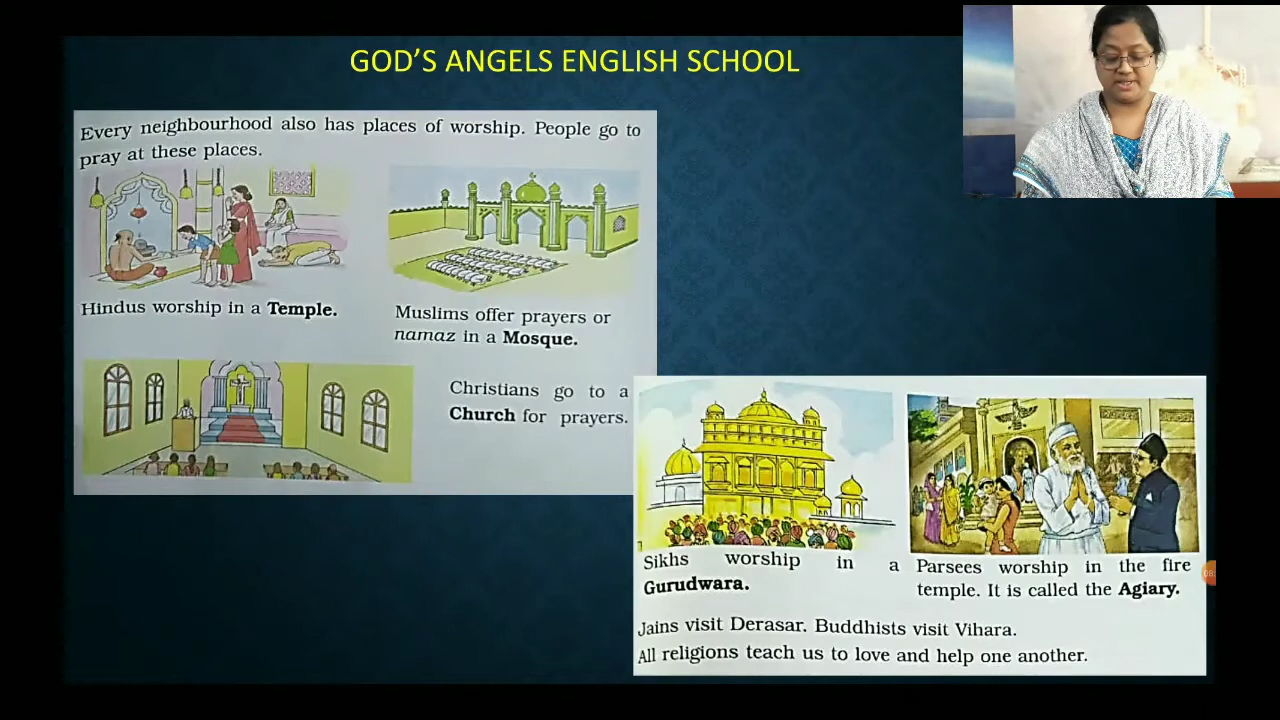 GOD'S ANGELS ENGLISH SCHOOL
Every neighbourhood also has places of worship. People go to
pray at these places.
Hindus worship in a Temple.
Muslims offer prayers or
namaz in a Mosque.
Christians go to a
Church for prayers.
Sikhs worship in a
Gurudwara.
Parsees worship in the fire
temple. It is called the Agiary.
Jains visit Derasar. Buddhists visit Vihara.
All religions teach us to love and help one another.